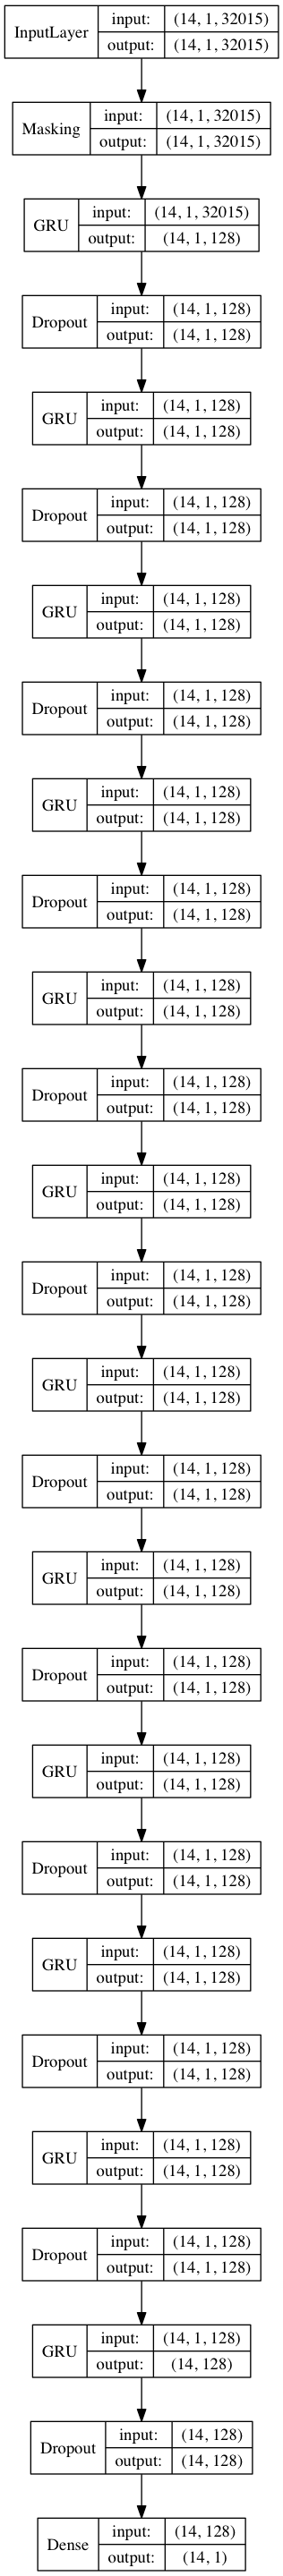 InputLayer input: (14, 1, 32015)
output: (14, 1, 32015)
Masking input: (14, 1, 32015)
output: (14, 1, 32015)
GRU input: (14, 1, 32015)
output: (14, 1, 128)
Dropout input: (14, 1, 128)
output: (14, 1, 128)
GRU input: (14, 1, 128)
output: (14, 1, 128)
Dropout input: (14, 1, 128)
output: (14, 1, 128)
GRU input: (14, 1, 128)
output: (14, 1, 128)
Dropout input: (14, 1, 128)
output: (14, 1, 128)
GRU input: (14, 1, 128)
output: (14, 1, 128)
Dropout input: (14, 1, 128)
output: (14, 1, 128)
GRU input: (14, 1, 128)
output: (14, 1, 128)
Dropout input: (14, 1, 128)
output: (14, 1, 128)
GRU input: (14, 1, 128)
output: (14, 1, 128)
Dropout input: (14, 1, 128)
output: (14, 1, 128)
GRU input: (14, 1, 128)
output: (14, 1, 128)
Dropout input: (14, 1, 128)
output: (14, 1, 128)
GRU input: (14, 1, 128)
output: (14, 1, 128)
Dropout input: (14, 1, 128)
output: (14, 1, 128)
GRU input: (14, 1, 128)
output: (14, 1, 128)
Dropout input: (14, 1, 128)
output: (14, 1, 128)
GRU input: (14, 1, 128)
output: (14, 1, 128)
Dropout input: (14, 1, 128)
output: (14, 1, 128)
GRU input: (14, 1, 128)
output: (14, 1, 128)
Dropout input: (14, 1, 128)
output: (14, 1, 128)
GRU input: (14, 1, 128)
output: (14, 128)
Dropout input: (14, 128)
output: (14, 128)
Dense input: (14, 128)
output: (14, 1)